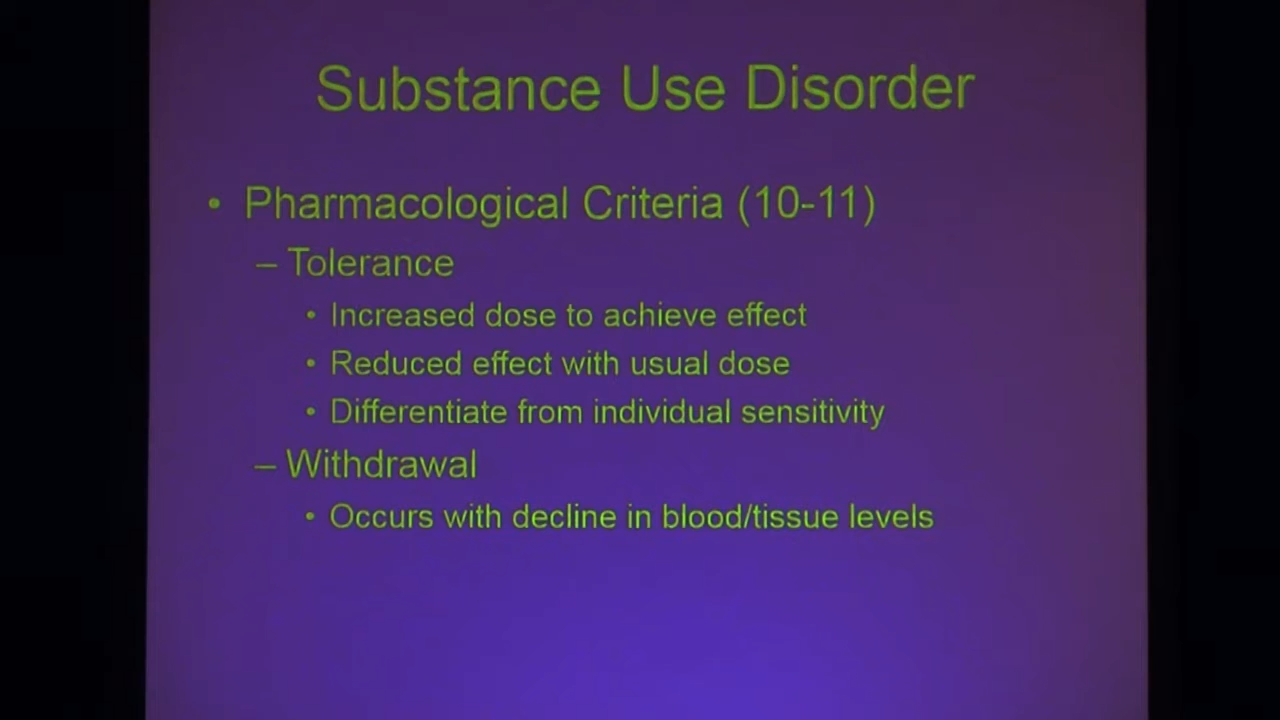 Substance Use Disorder
• Pharmacological Criteria (10-11)
– Tolerance
• Increased dose to achieve effect
• Reduced effect with usual dose
• Differentiate from individual sensitivity
– Withdrawal
• Occurs with decline in blood/tissue levels